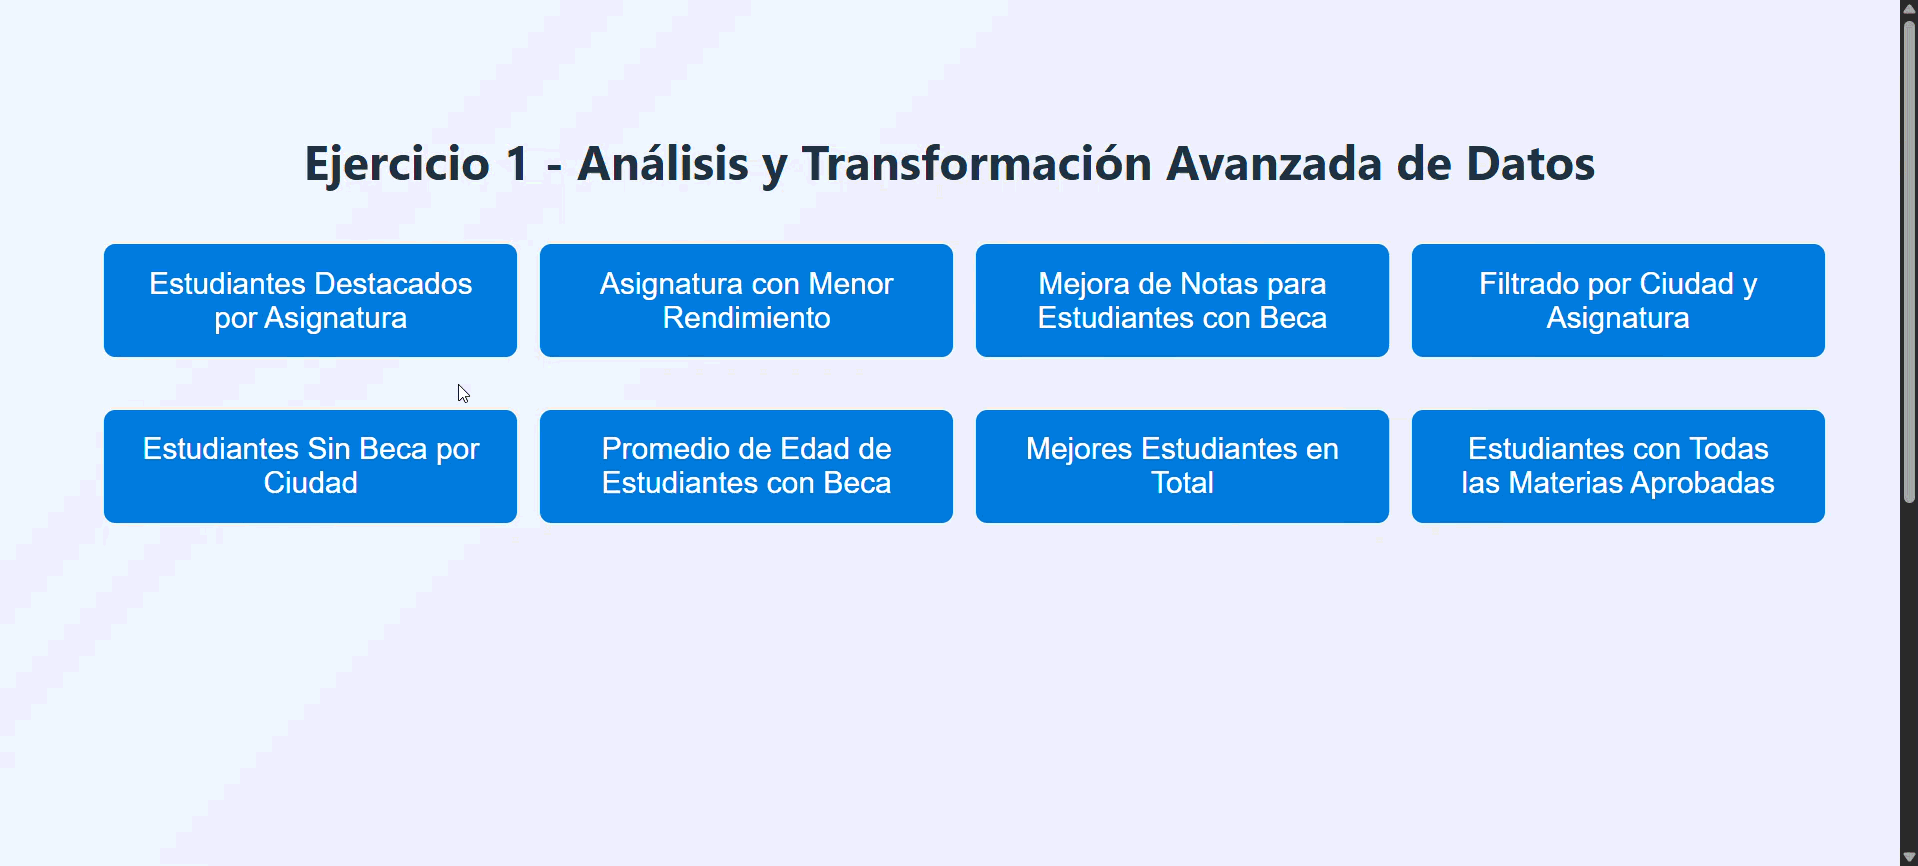 Ejercicio 1 - Análisis y Transformación Avanzada de Datos
Estudiantes Destacados
por Asignatura
Asignatura con Menor
Rendimiento
Mejora de Notas para
Estudiantes con Beca
Filtrado por Ciudad y
Asignatura
Estudiantes Sin Beca por
Ciudad
Promedio de Edad de
Estudiantes con Beca
Mejores Estudiantes en
Total
Estudiantes con Todas
las Materias Aprobadas